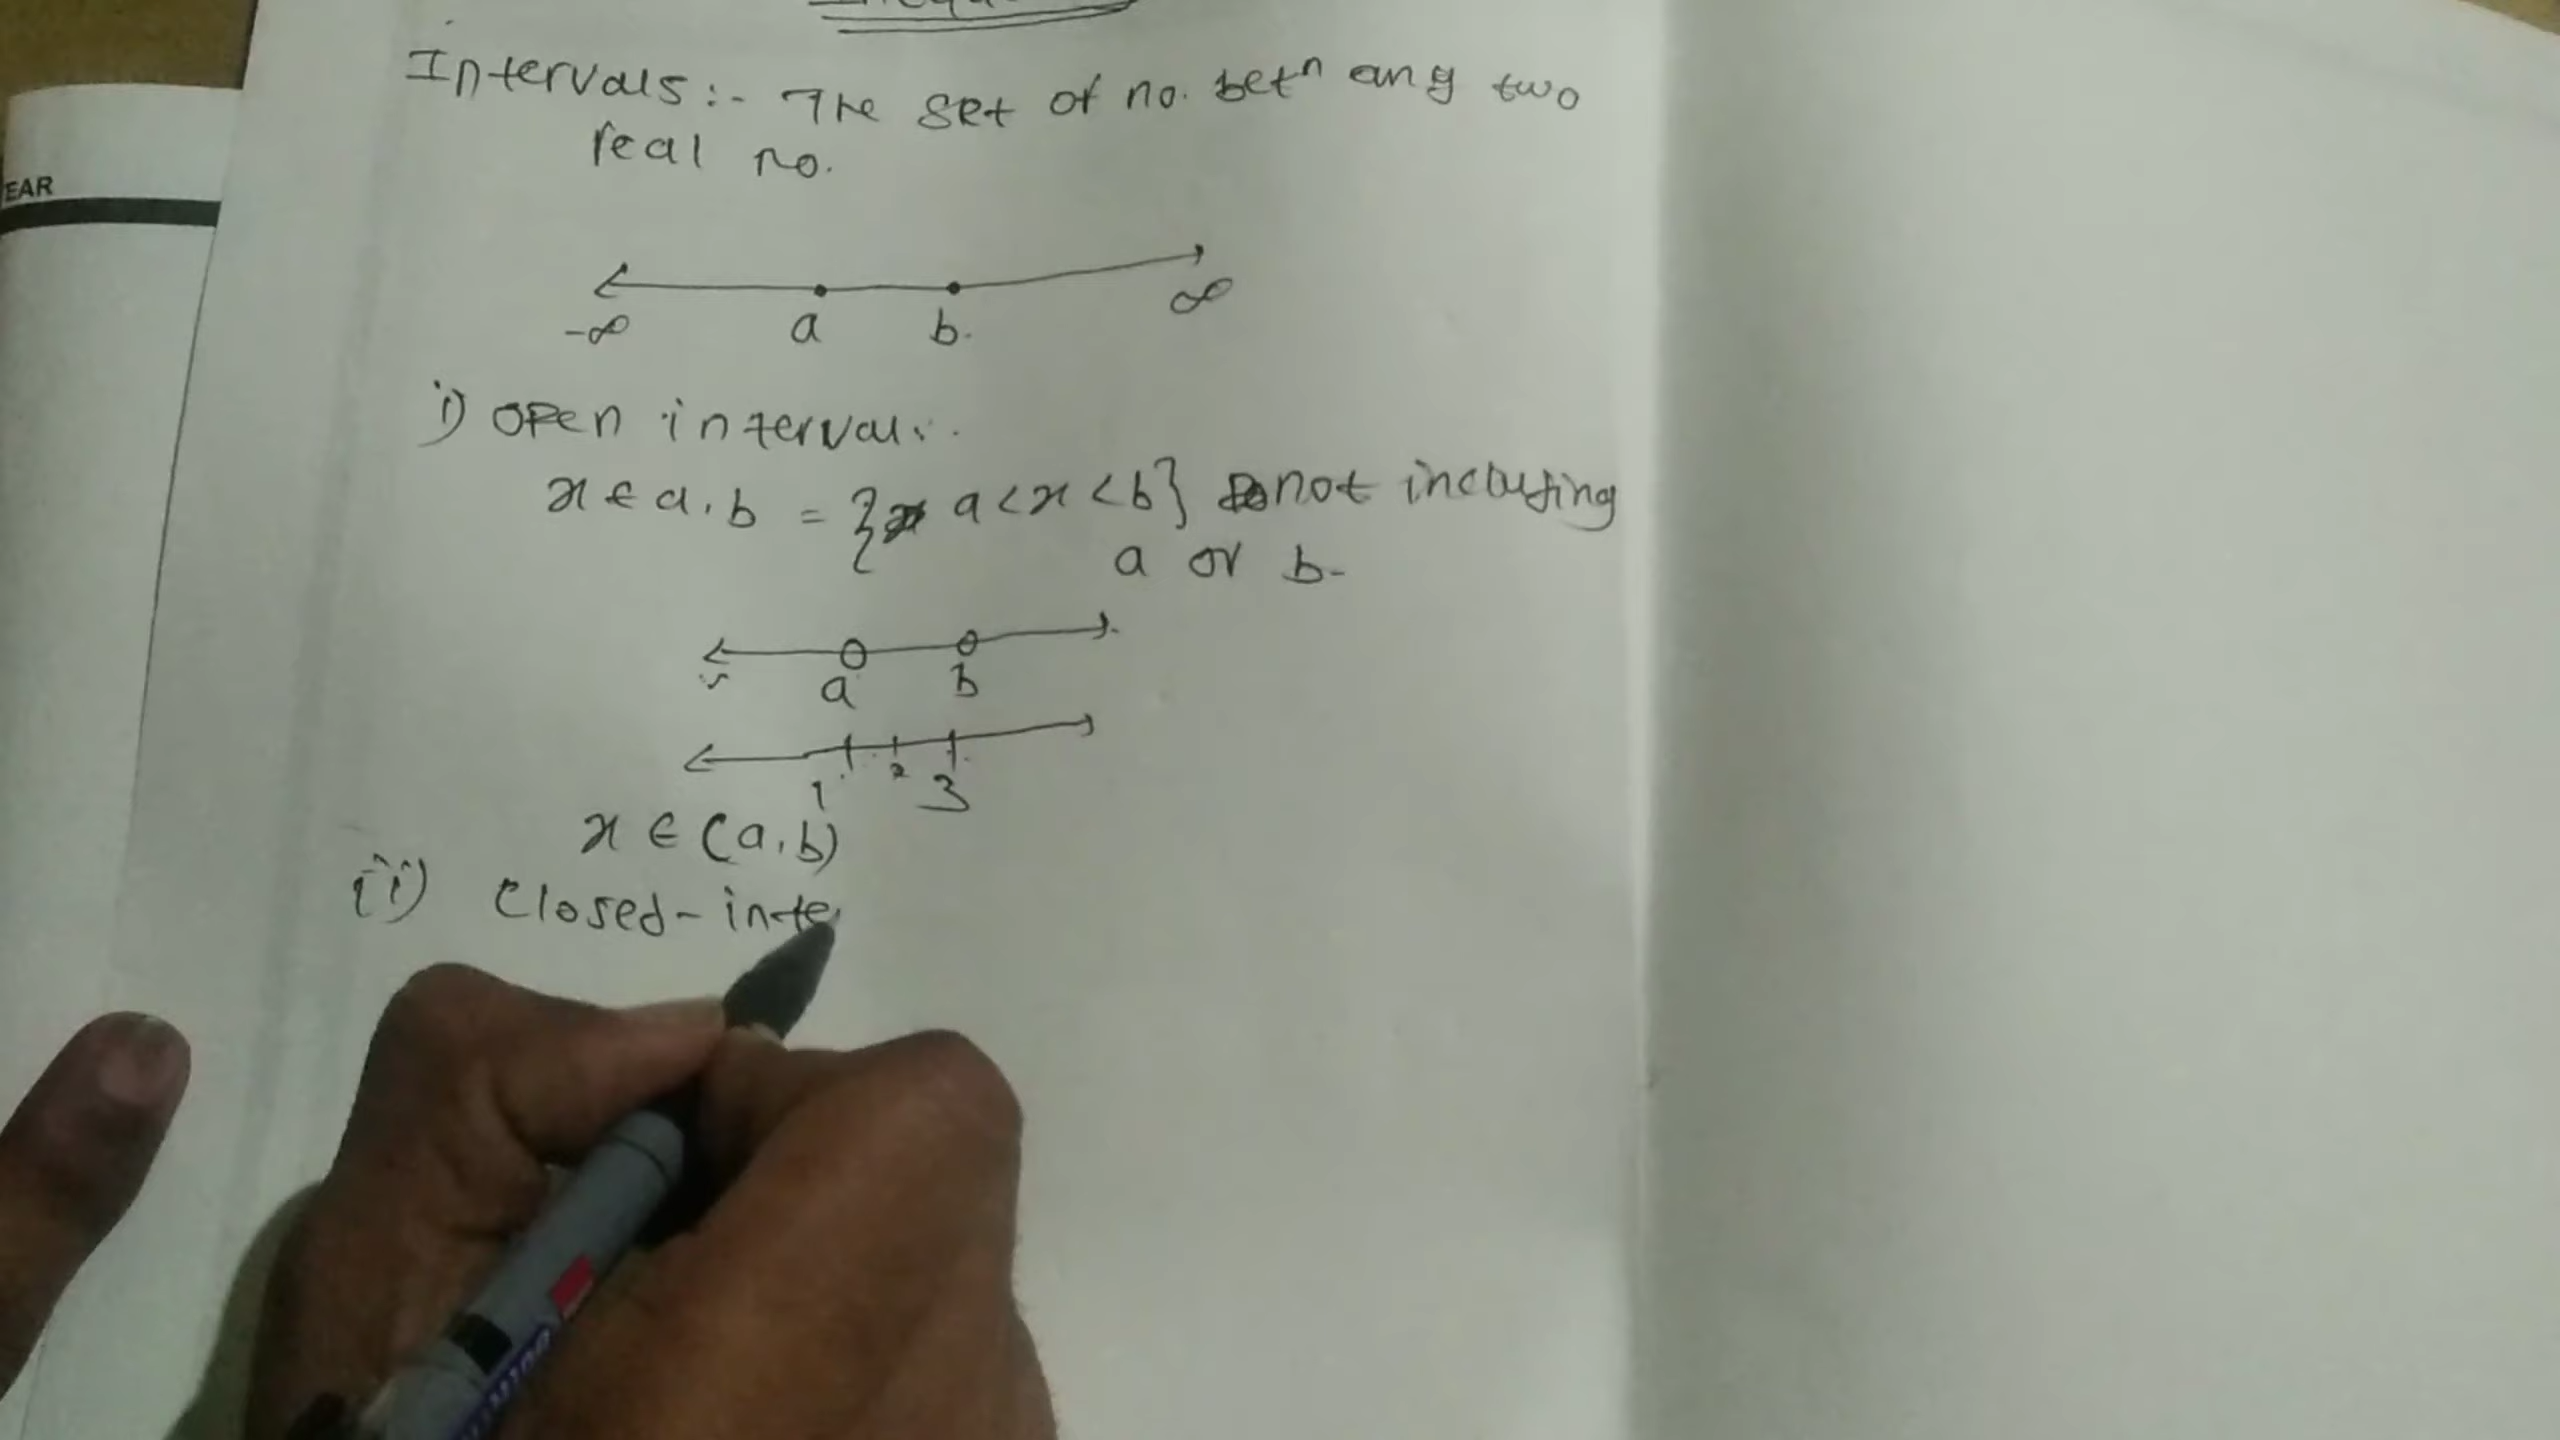 EAR
Intervals:- The set of no. betⁿ any two
real no.
-∞ a b. ∞
i) open interval.
x ∈ a, b = { a < x < b} not including
a or b.
a b
1 2 3
x ∈ (a, b)
(ii) Closed-inte